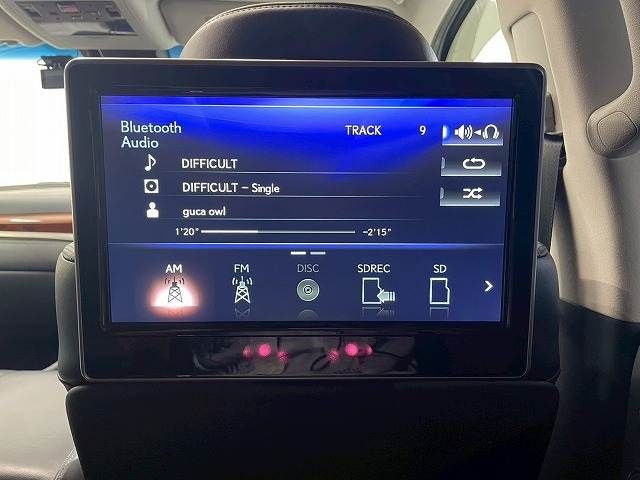 Bluetooth
Audio
TRACK 9
DIFFICULT
DIFFICULT – Single
guca owl
1'20" −2'15"
AM FM DISC SDREC SD